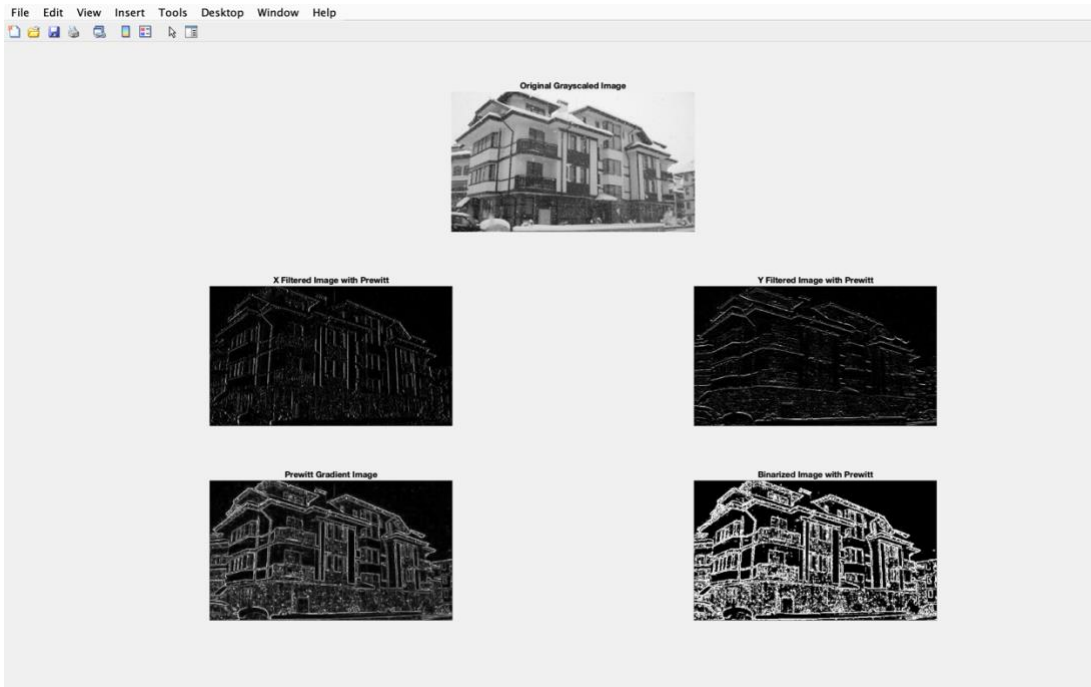 File Edit View Insert Tools Desktop Window Help
Original Grayscaled Image
X Filtered Image with Prewitt
Y Filtered Image with Prewitt
Prewitt Gradient Image
Binarized Image with Prewitt